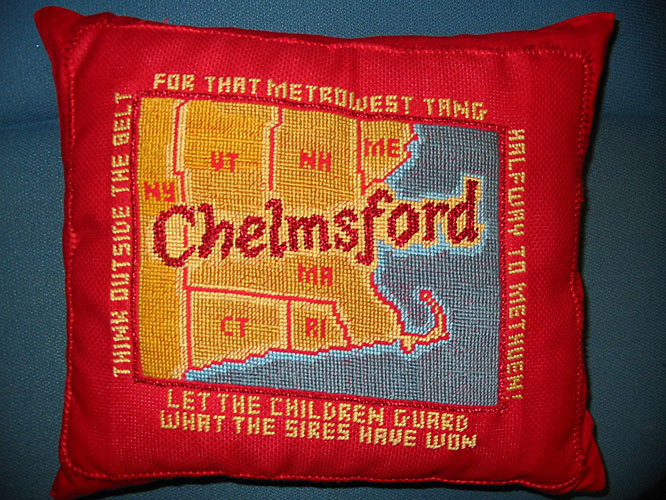 FOR THAT METROWEST TANG
THINK OUTSIDE THE BELT
HALFWAY TO METHUEN!
NY
VT
NH
ME
Chelmsford
MA
CT
RI
LET THE CHILDREN GUARD
WHAT THE SIRES HAVE WON